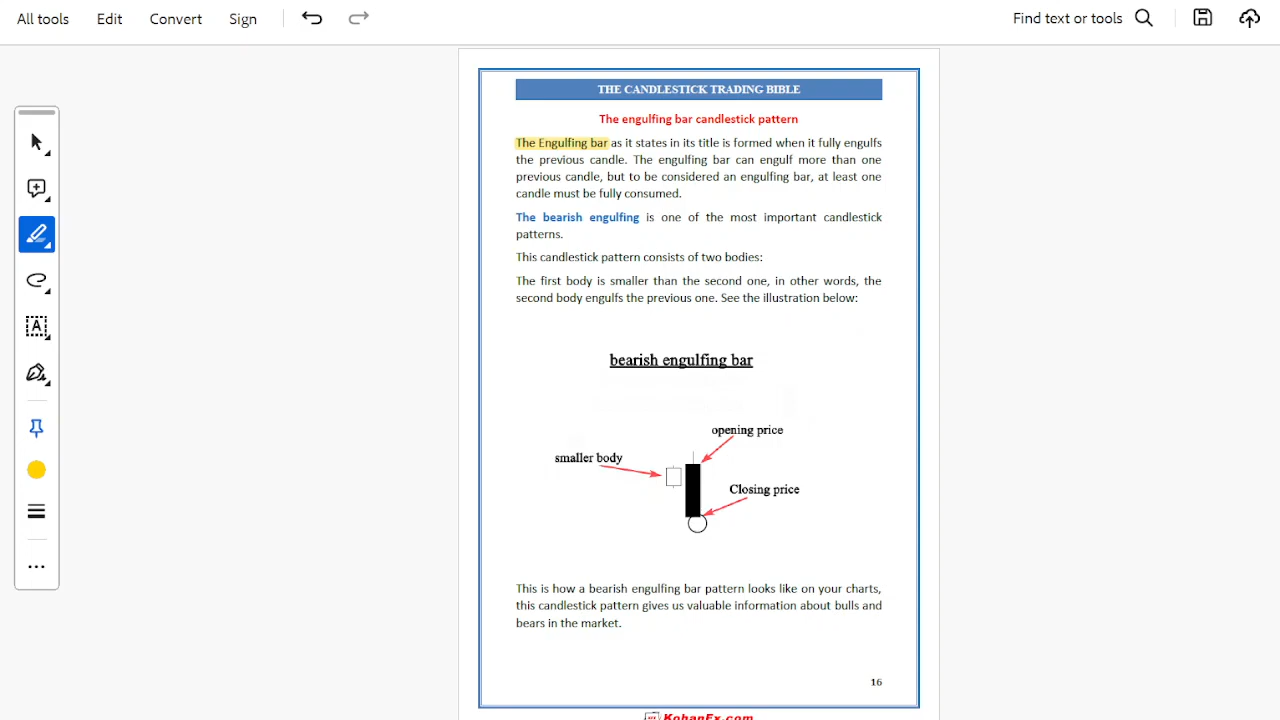 All tools Edit Convert Sign Find text or tools
THE CANDLESTICK TRADING BIBLE
The engulfing bar candlestick pattern
The Engulfing bar as it states in its title is formed when it fully engulfs
the previous candle. The engulfing bar can engulf more than one
previous candle, but to be considered an engulfing bar, at least one
candle must be fully consumed.
The bearish engulfing is one of the most important candlestick
patterns.
This candlestick pattern consists of two bodies:
The first body is smaller than the second one, in other words, the
second body engulfs the previous one. See the illustration below:
bearish engulfing bar
opening price
smaller body
Closing price
This is how a bearish engulfing bar pattern looks like on your charts,
this candlestick pattern gives us valuable information about bulls and
bears in the market.
16
KohanFx.com